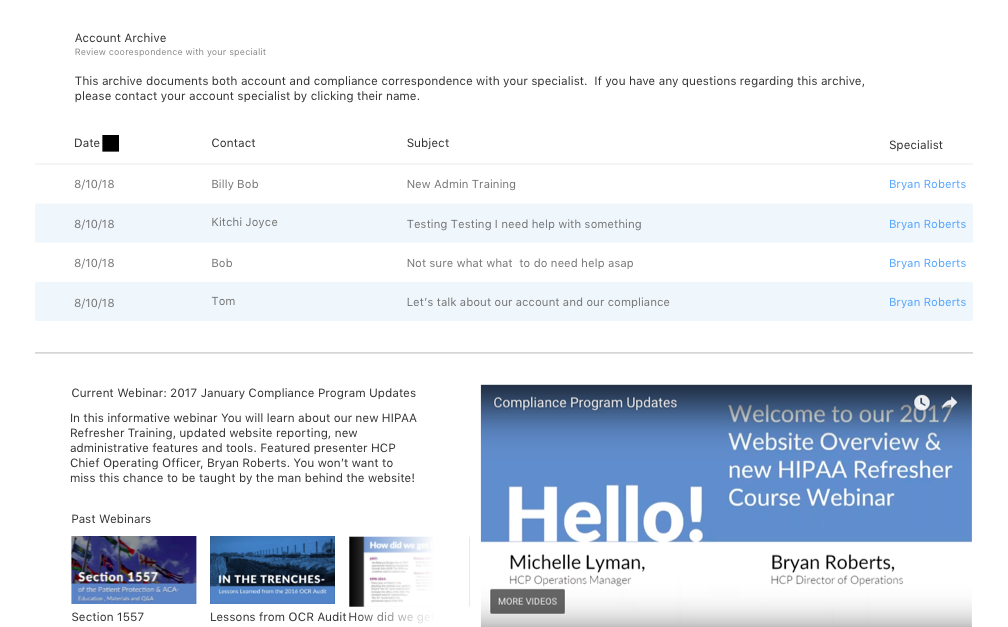 Account Archive
Review coorespondence with your specialit
This archive documents both account and compliance correspondence with your specialist.  If you have any questions regarding this archive,
please contact your account specialist by clicking their name.
Date Contact Subject Specialist
8/10/18 Billy Bob New Admin Training Bryan Roberts
8/10/18 Kitchi Joyce Testing Testing I need help with something Bryan Roberts
8/10/18 Bob Not sure what what  to do need help asap Bryan Roberts
8/10/18 Tom Let's talk about our account and our compliance Bryan Roberts
Current Webinar: 2017 January Compliance Program Updates
In this informative webinar You will learn about our new HIPAA
Refresher Training, updated website reporting, new
administrative features and tools. Featured presenter HCP
Chief Operating Officer, Bryan Roberts. You won't want to
miss this chance to be taught by the man behind the website!
Past Webinars
Section 1557
of the Patient Protection & ACA-
Education , Materials and Q&A
IN THE TRENCHES-
Lessons Learned from the 2016 OCR Audit
How did we ge
Section 1557
Lessons from OCR Audit
How did we ge
Compliance Program Updates
Welcome to our 2017
Website Overview &
new HIPAA Refresher
Course Webinar
Hello!
Michelle Lyman,
HCP Operations Manager
Bryan Roberts,
HCP Director of Operations
MORE VIDEOS